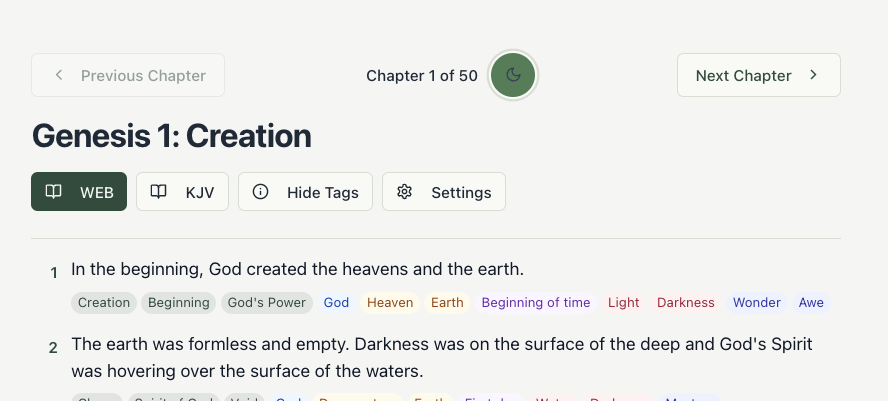 Previous Chapter
Chapter 1 of 50
Next Chapter
Genesis 1: Creation
WEB
KJV
Hide Tags
Settings
1 In the beginning, God created the heavens and the earth.
Creation Beginning God's Power God Heaven Earth Beginning of time Light Darkness Wonder Awe
2 The earth was formless and empty. Darkness was on the surface of the deep and God's Spirit
was hovering over the surface of the waters.